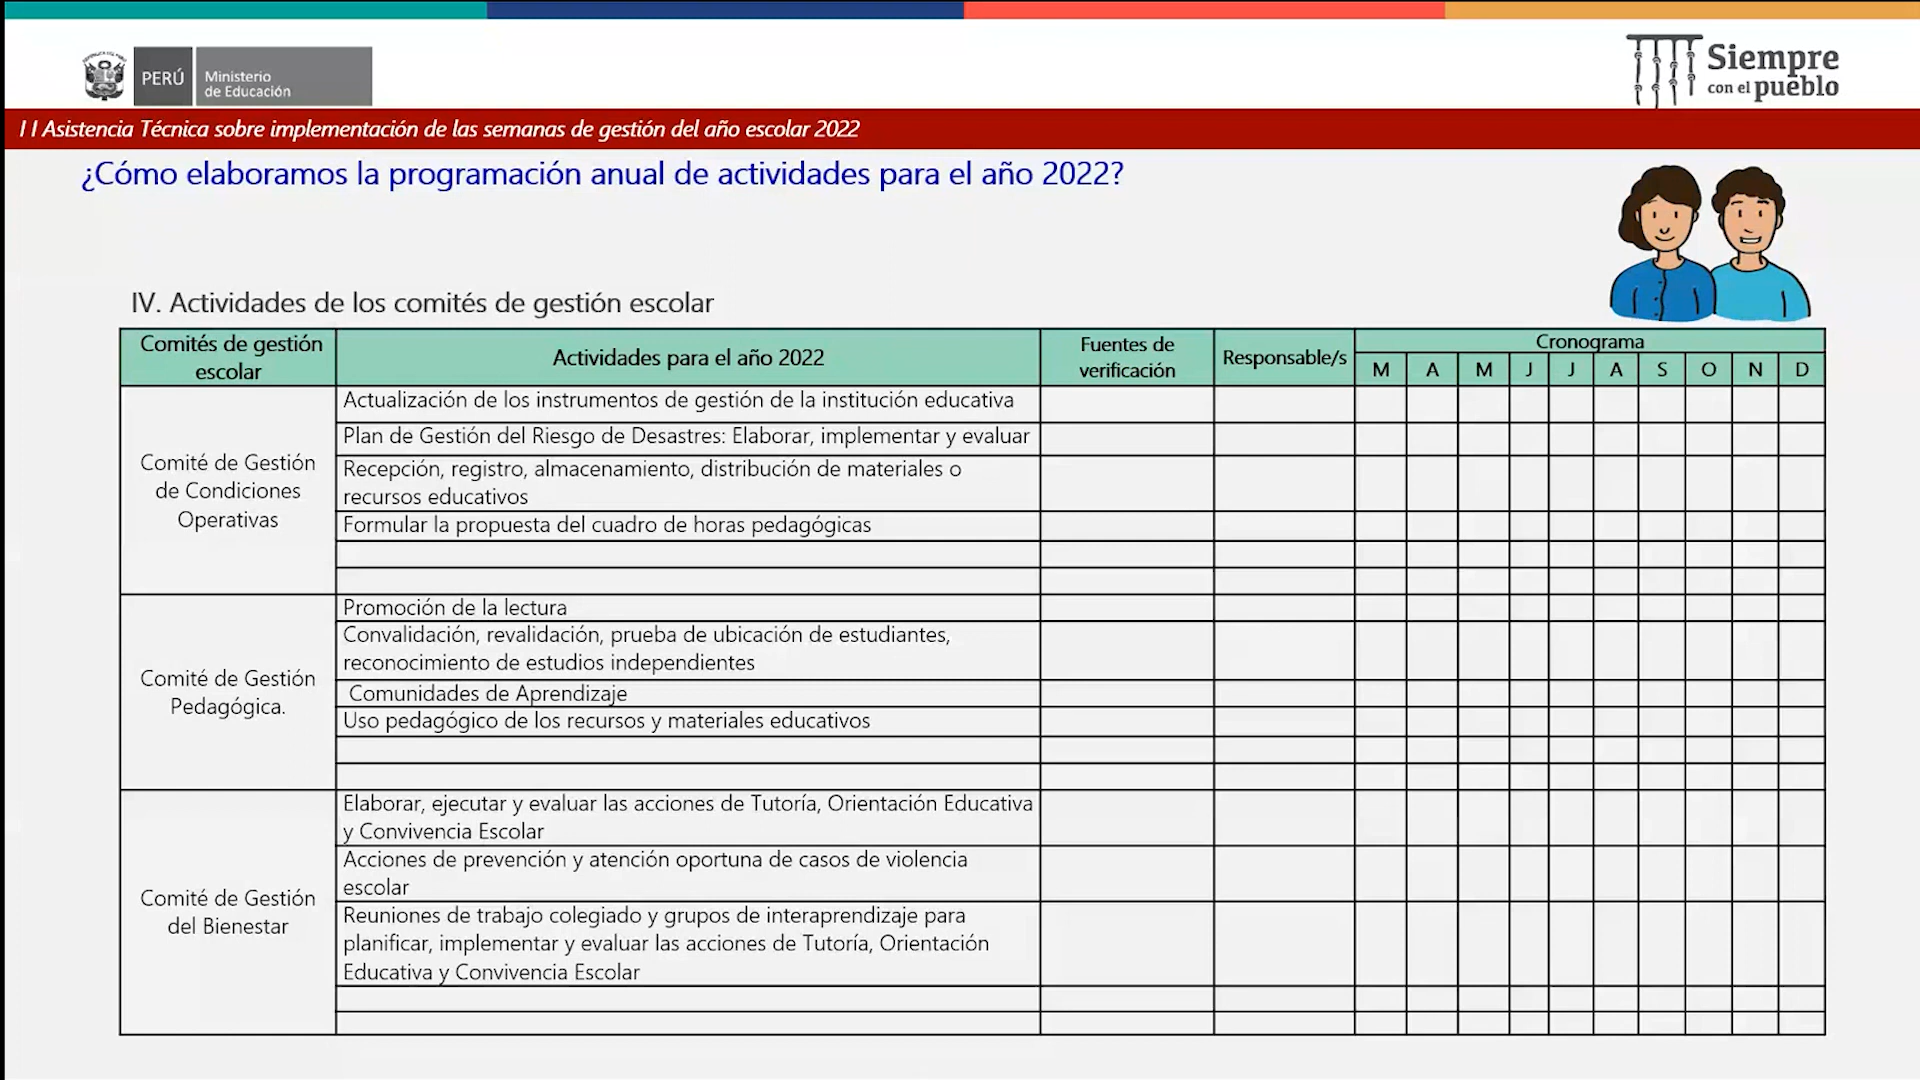 PERÚ
Ministerio
de Educación
Siempre
con el pueblo
I I Asistencia Técnica sobre implementación de las semanas de gestión del año escolar 2022
¿Cómo elaboramos la programación anual de actividades para el año 2022?
IV. Actividades de los comités de gestión escolar
Comités de gestión
escolar
Actividades para el año 2022
Fuentes de
verificación
Responsable/s
Cronograma
M A M J J A S O N D
Comité de Gestión
de Condiciones
Operativas
Actualización de los instrumentos de gestión de la institución educativa
Plan de Gestión del Riesgo de Desastres: Elaborar, implementar y evaluar
Recepción, registro, almacenamiento, distribución de materiales o
recursos educativos
Formular la propuesta del cuadro de horas pedagógicas
Comité de Gestión
Pedagógica.
Promoción de la lectura
Convalidación, revalidación, prueba de ubicación de estudiantes,
reconocimiento de estudios independientes
Comunidades de Aprendizaje
Uso pedagógico de los recursos y materiales educativos
Comité de Gestión
del Bienestar
Elaborar, ejecutar y evaluar las acciones de Tutoría, Orientación Educativa
y Convivencia Escolar
Acciones de prevención y atención oportuna de casos de violencia
escolar
Reuniones de trabajo colegiado y grupos de interaprendizaje para
planificar, implementar y evaluar las acciones de Tutoría, Orientación
Educativa y Convivencia Escolar